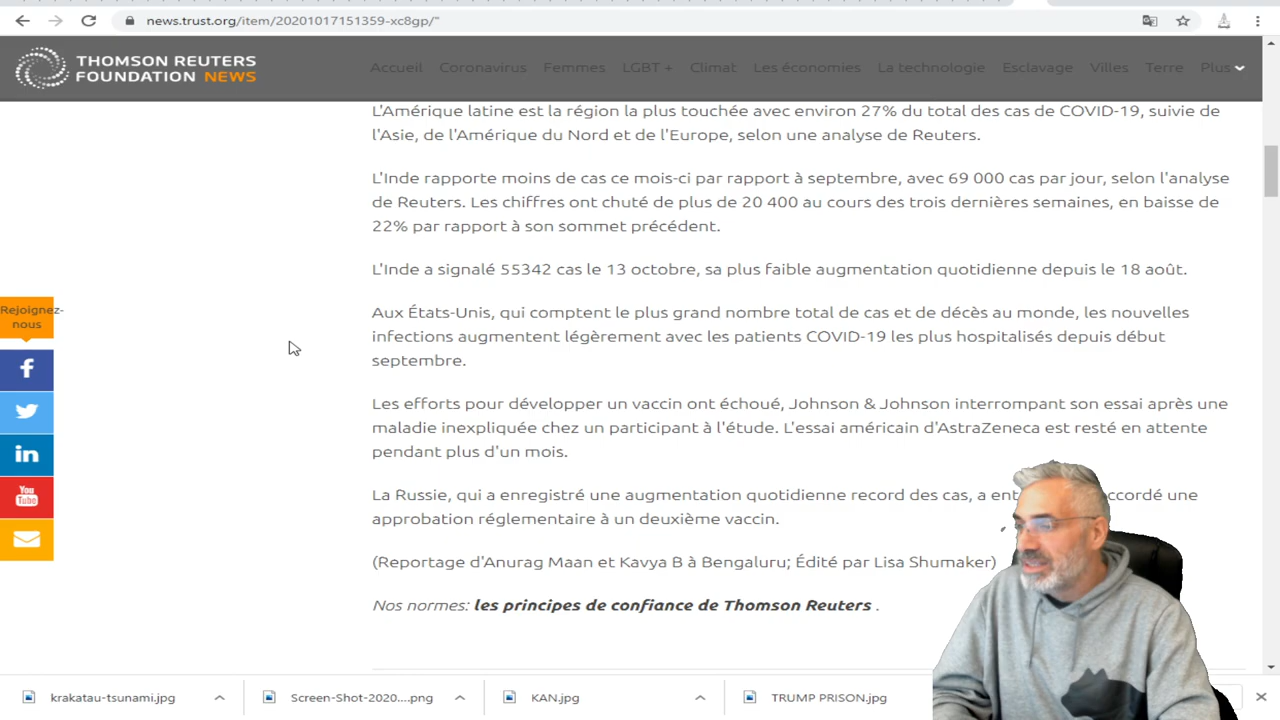 news.trust.org/item/20201017151359-xc8gp/"
THOMSON REUTERS
FOUNDATION NEWS
Accueil Coronavirus Femmes LGBT + Climat Les économies La technologie Esclavage Villes Terre Plus
L'Amérique latine est la région la plus touchée avec environ 27% du total des cas de COVID-19, suivie de
l'Asie, de l'Amérique du Nord et de l'Europe, selon une analyse de Reuters.
L'Inde rapporte moins de cas ce mois-ci par rapport à septembre, avec 69 000 cas par jour, selon l'analyse
de Reuters. Les chiffres ont chuté de plus de 20 400 au cours des trois dernières semaines, en baisse de
22% par rapport à son sommet précédent.
L'Inde a signalé 55342 cas le 13 octobre, sa plus faible augmentation quotidienne depuis le 18 août.
Aux États-Unis, qui comptent le plus grand nombre total de cas et de décès au monde, les nouvelles
infections augmentent légèrement avec les patients COVID-19 les plus hospitalisés depuis début
septembre.
Les efforts pour développer un vaccin ont échoué, Johnson & Johnson interrompant son essai après une
maladie inexpliquée chez un participant à l'étude. L'essai américain d'AstraZeneca est resté en attente
pendant plus d'un mois.
La Russie, qui a enregistré une augmentation quotidienne record des cas, a une
approbation réglementaire à un deuxième vaccin.
(Reportage d'Anurag Maan et Kavya B à Bengaluru; Édité par Lisa Shumaker)
Nos normes: les principes de confiance de Thomson Reuters .
Rejoignez-
nous
You
Tube
krakatau-tsunami.jpg
Screen-Shot-2020....png
KAN.jpg
TRUMP PRISON.jpg